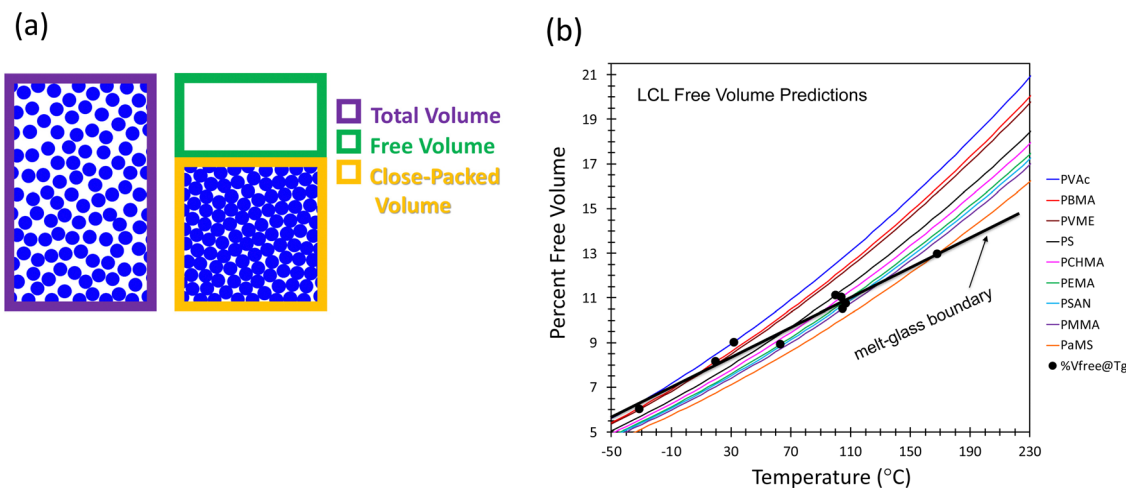 (a)
Total Volume
Free Volume
Close-Packed
Volume
(b)
LCL Free Volume Predictions
Percent Free Volume
21
19
17
15
13
11
9
7
5
-50
-10
30
70
110
150
190
230
Temperature (°C)
melt-glass boundary
PVAc
PBMA
PVME
PS
PCHMA
PEMA
PSAN
PMMA
PaMS
%Vfree@Tg